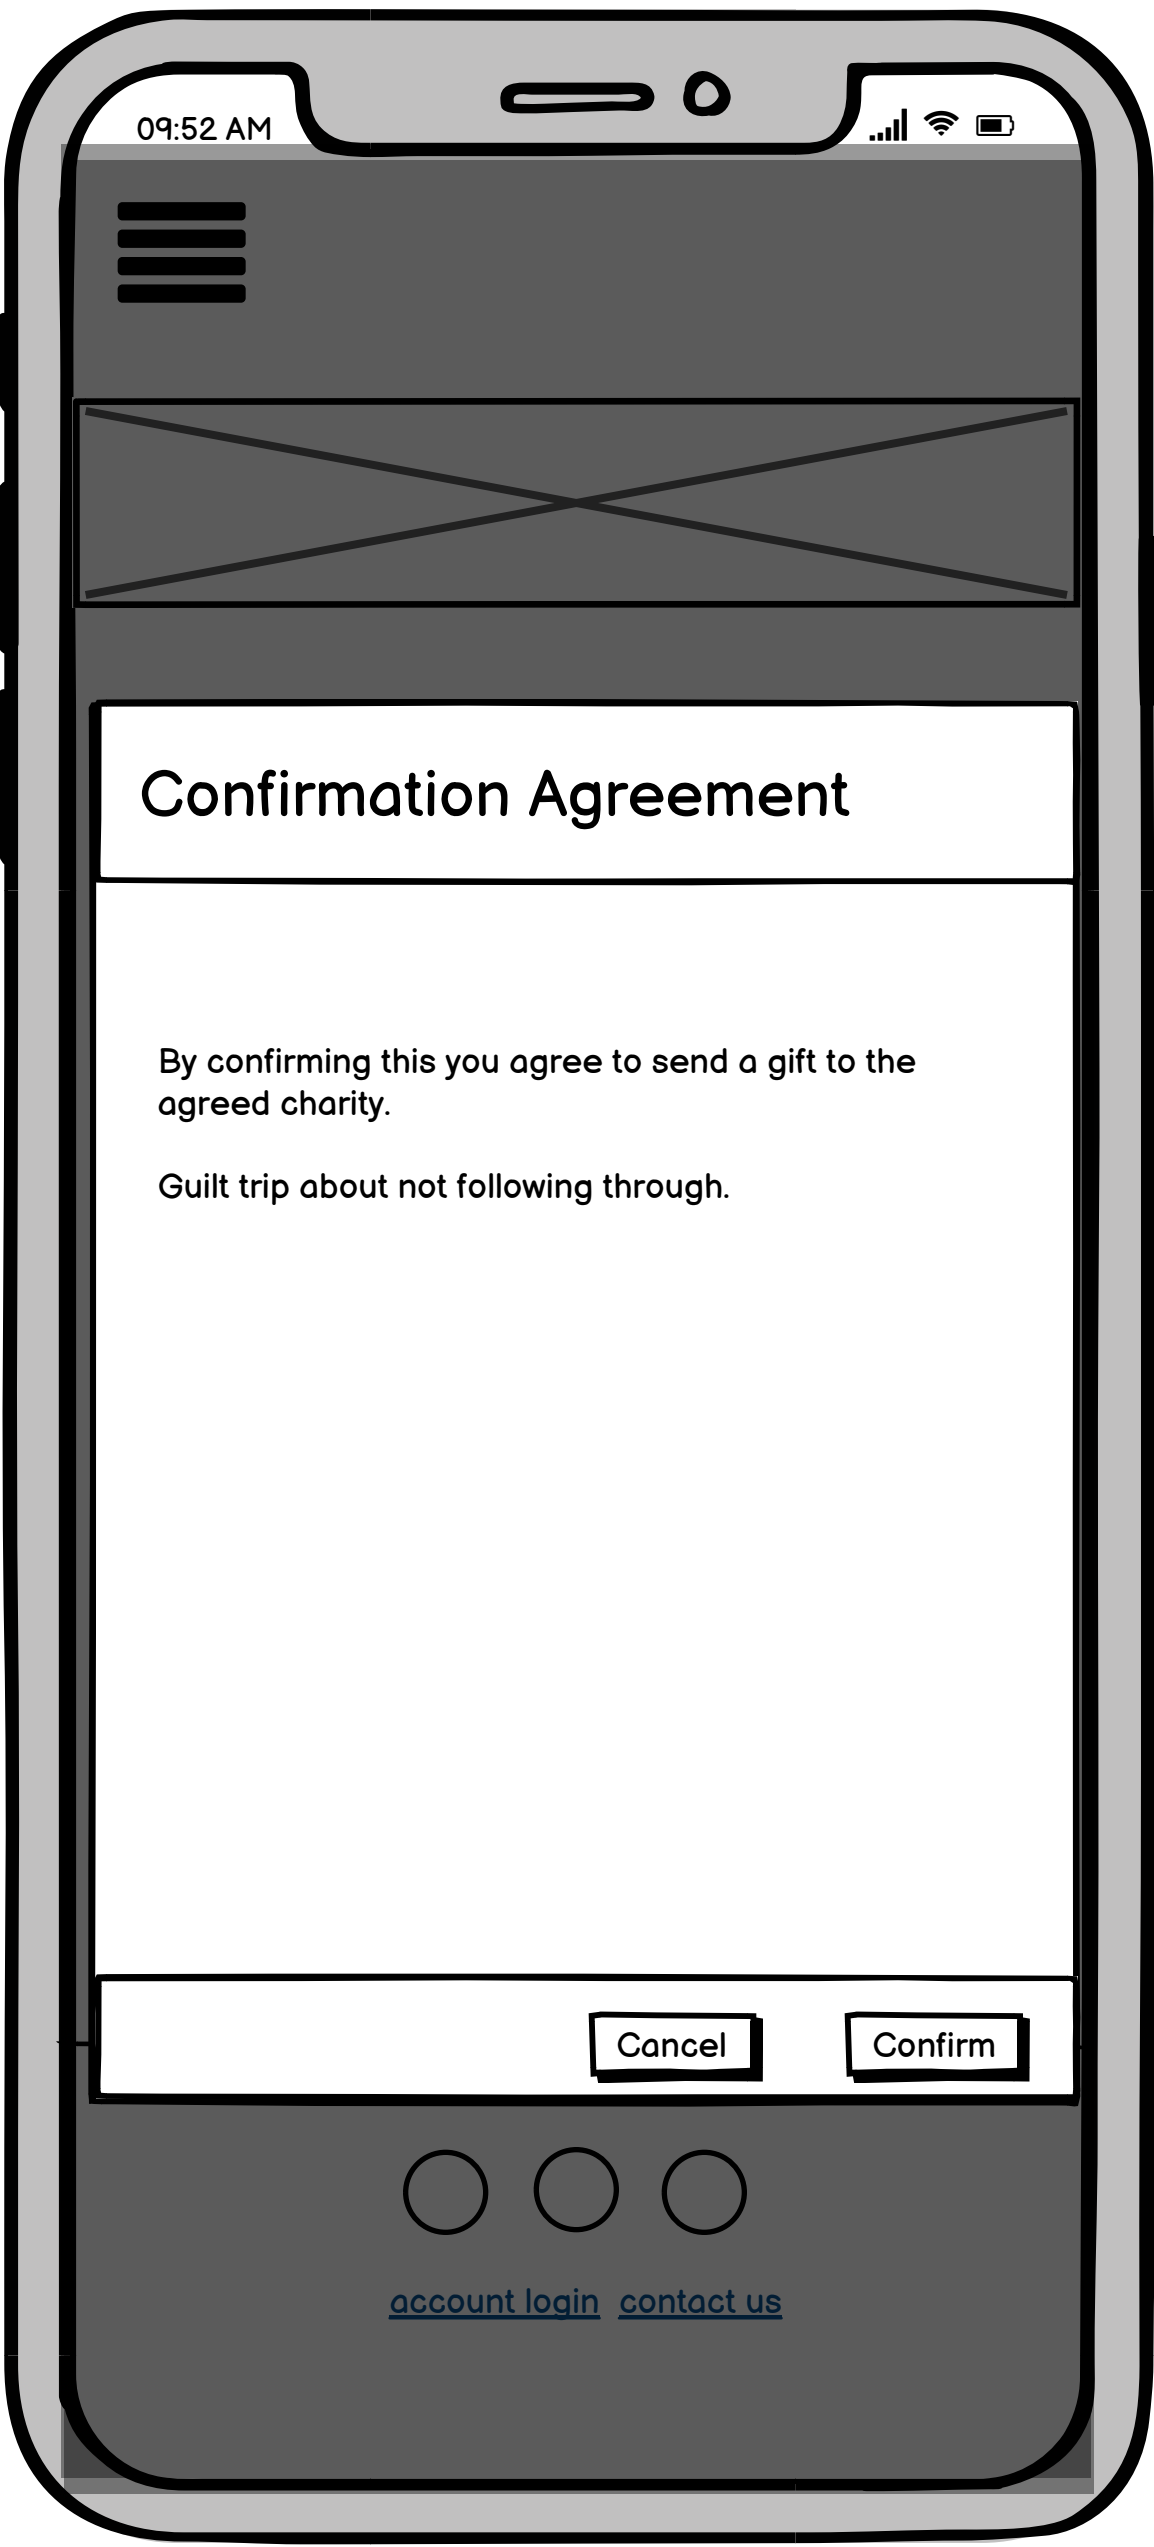 09:52 AM
Confirmation Agreement
By confirming this you agree to send a gift to the
agreed charity.
Guilt trip about not following through.
Cancel Confirm
account login contact us